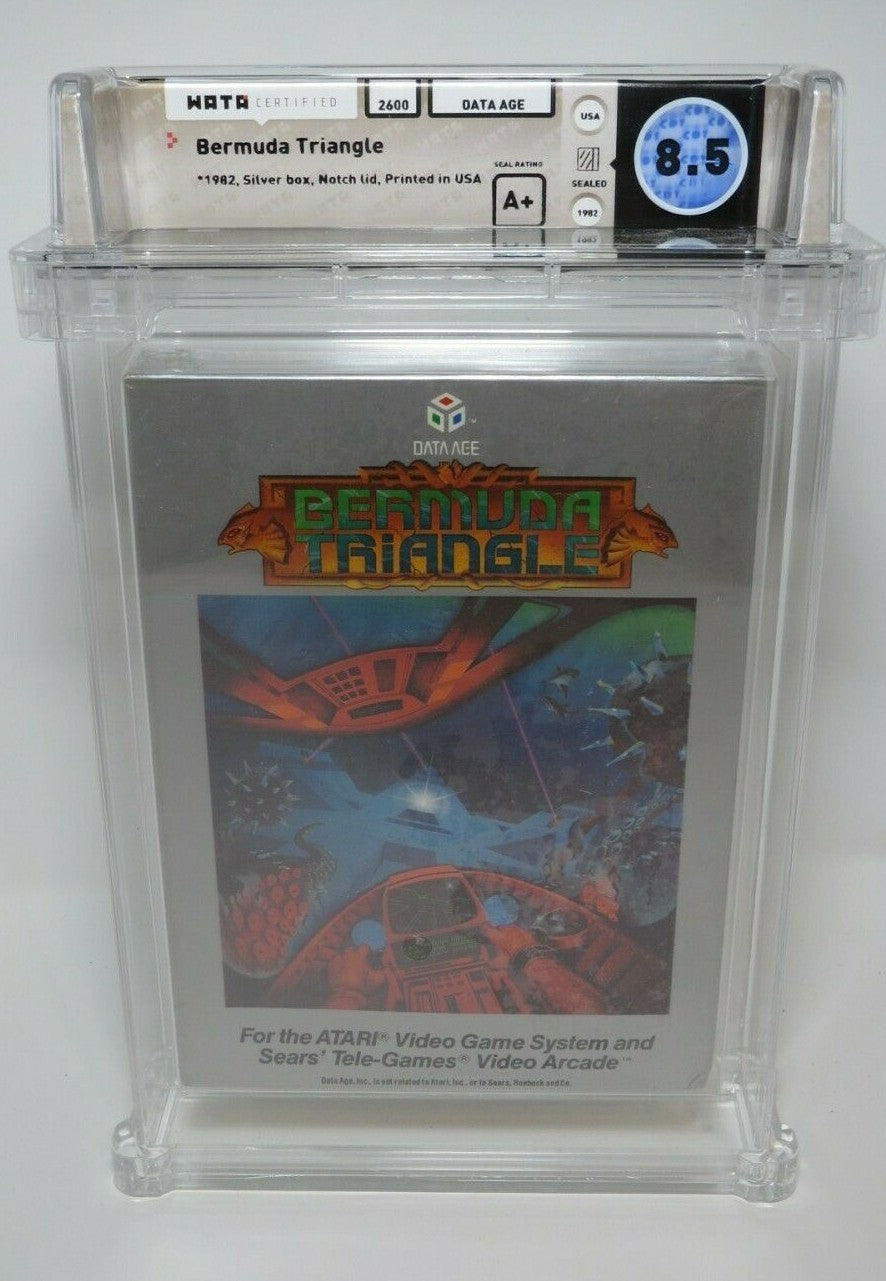 WATA CERTIFIED
2600
DATA AGE
USA
8.5
Bermuda Triangle
SEAL RATING
A+
SEALED
*1982, Silver box, Notch lid, Printed in USA
1982
DATA AGE™
BERMUDA
TRIANGLE
For the ATARI® Video Game System and
Sears' Tele-Games® Video Arcade™
Data Age, Inc., is not related to Atari, Inc., or to Sears, Roebuck and Co.